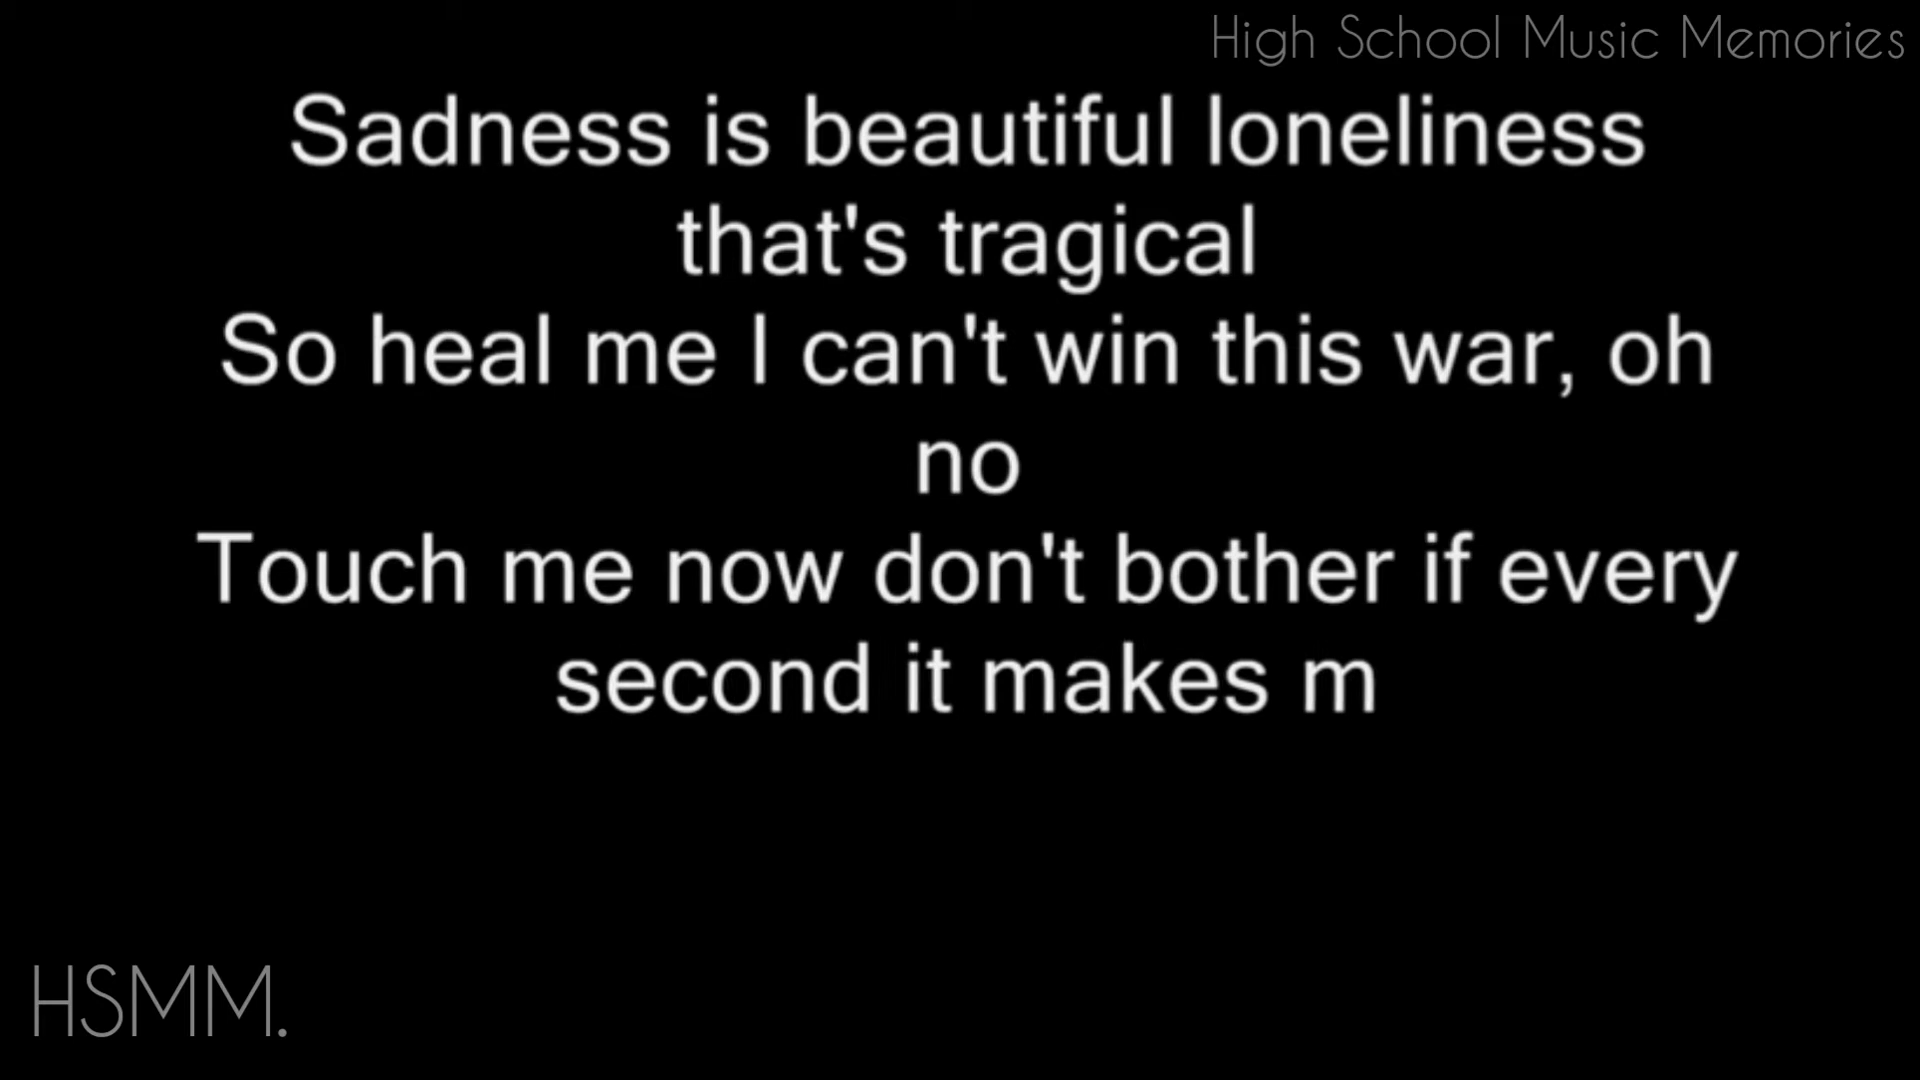 High School Music Memories
Sadness is beautiful loneliness
that's tragical
So heal me I can't win this war, oh
no
Touch me now don't bother if every
second it makes m
HSMM.